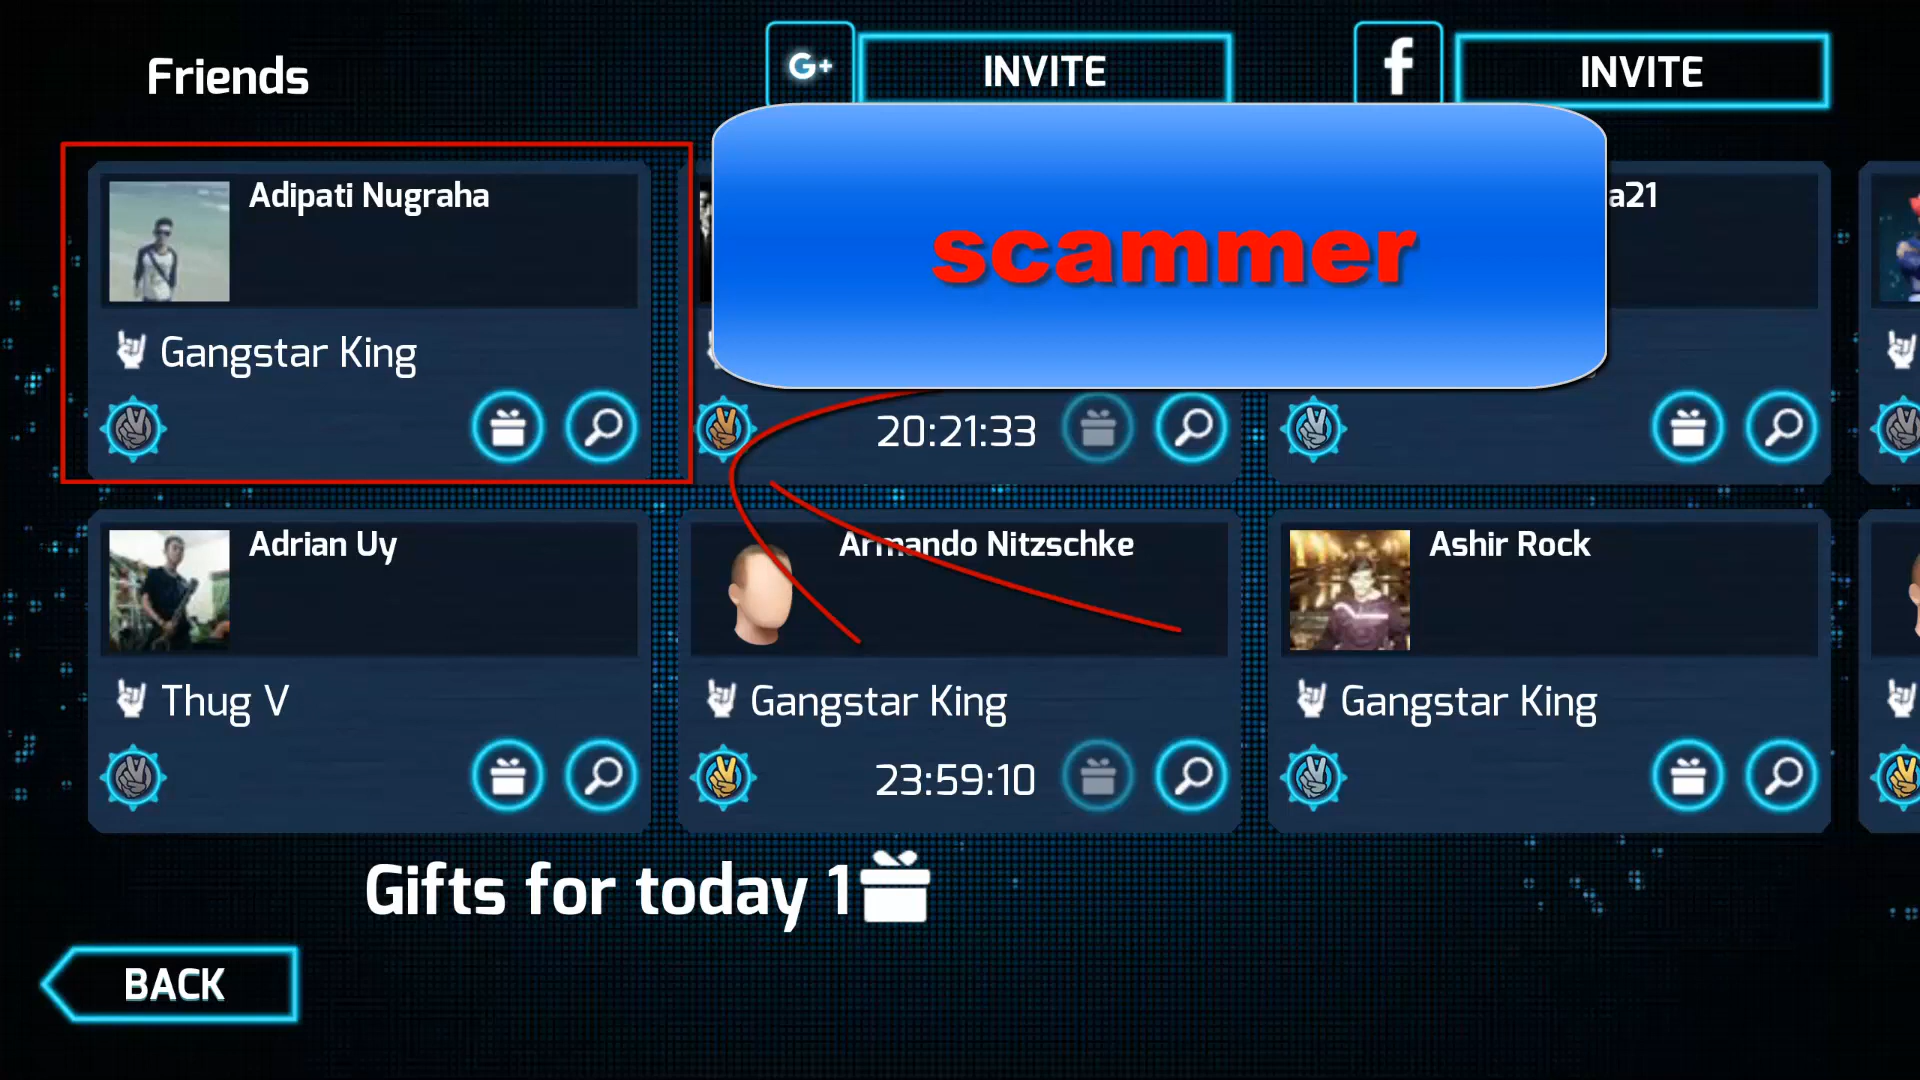 Friends
G+
INVITE
f
INVITE
scammer
Adipati Nugraha
a21
Gangstar King
20:21:33
Adrian Uy
Armando Nitzschke
Ashir Rock
Thug V
Gangstar King
Gangstar King
23:59:10
Gifts for today 1
BACK